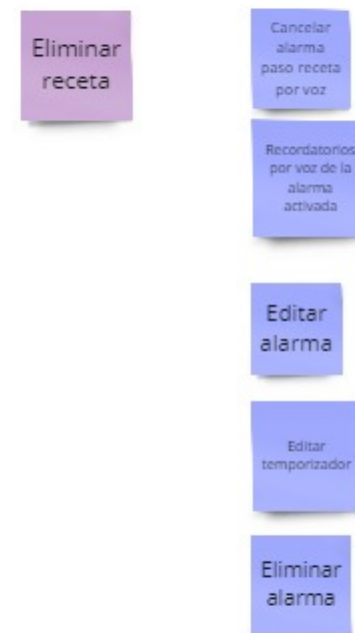 Eliminar
receta
Cancelar
alarma
paso receta
por voz
Recordatorios
por voz de la
alarma
activada
Editar
alarma
Editar
temporizador
Eliminar
alarma